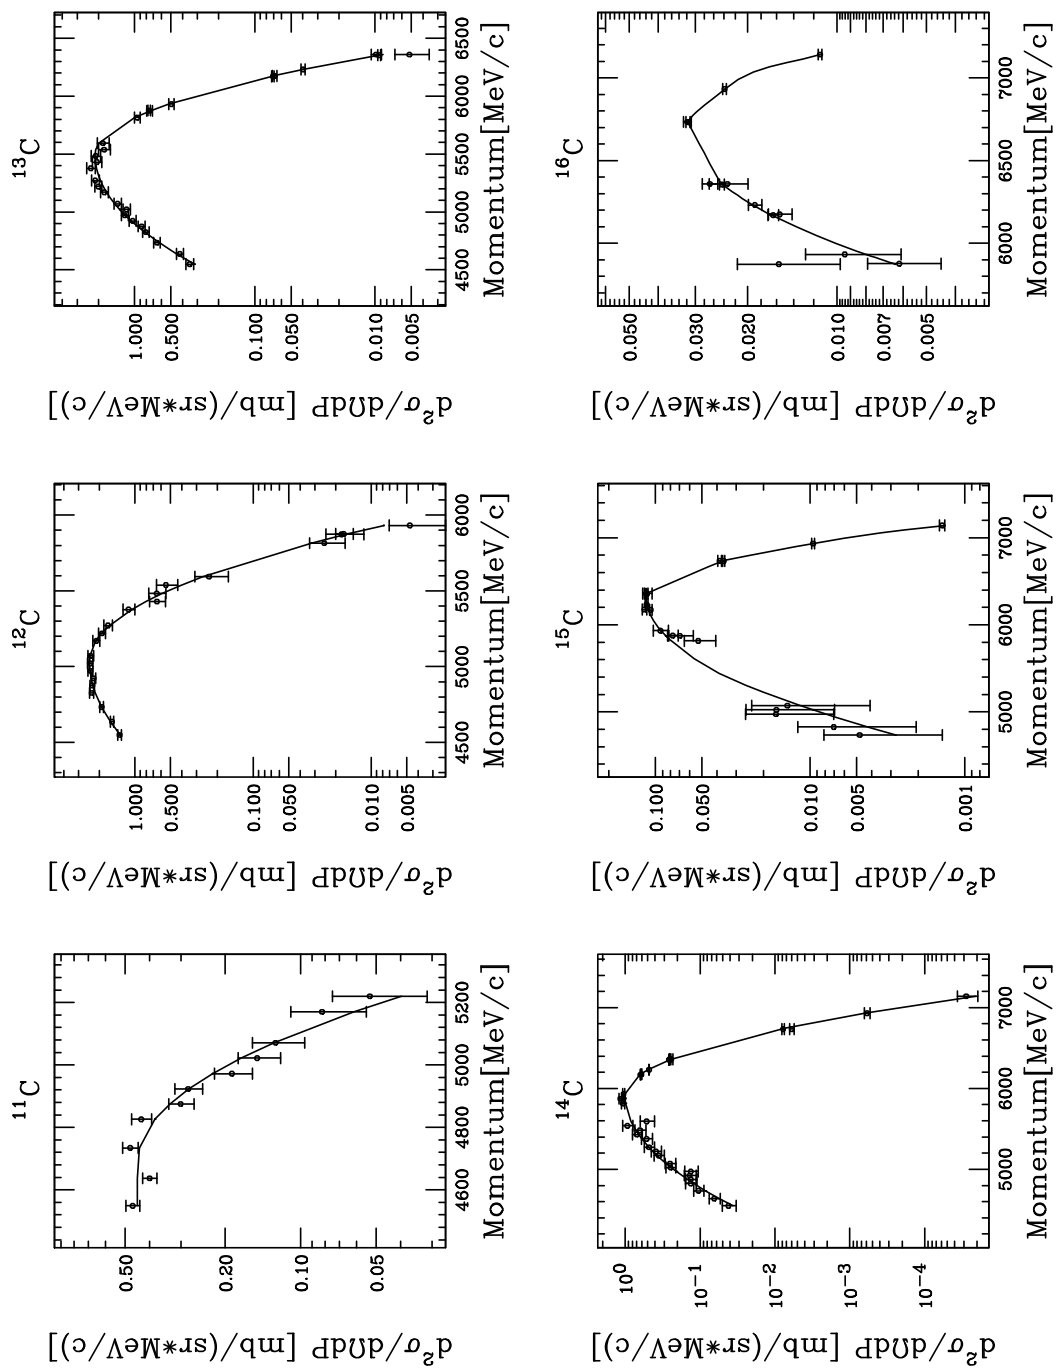 ¹¹C
d²σ/dΩdP [mb/(sr*MeV/c)]
0.50
0.20
0.10
0.05
4600 4800 5000 5200
Momentum[MeV/c]
¹²C
d²σ/dΩdP [mb/(sr*MeV/c)]
1.000
0.500
0.100
0.050
0.010
0.005
4500 5000 5500 6000
Momentum[MeV/c]
¹³C
d²σ/dΩdP [mb/(sr*MeV/c)]
1.000
0.500
0.100
0.050
0.010
0.005
4500 5000 5500 6000 6500
Momentum[MeV/c]
¹⁴C
d²σ/dΩdP [mb/(sr*MeV/c)]
10⁰
10⁻¹
10⁻²
10⁻³
10⁻⁴
5000 6000 7000
Momentum[MeV/c]
¹⁵C
d²σ/dΩdP [mb/(sr*MeV/c)]
0.100
0.050
0.010
0.005
0.001
5000 6000 7000
Momentum[MeV/c]
¹⁶C
d²σ/dΩdP [mb/(sr*MeV/c)]
0.050
0.030
0.020
0.010
0.007
0.005
6000 6500 7000
Momentum[MeV/c]